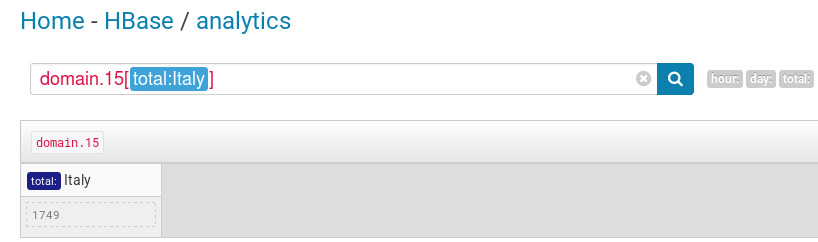 Home - HBase / analytics
domain.15[total:Italy]
hour: day: total:
domain.15
total: Italy
1749